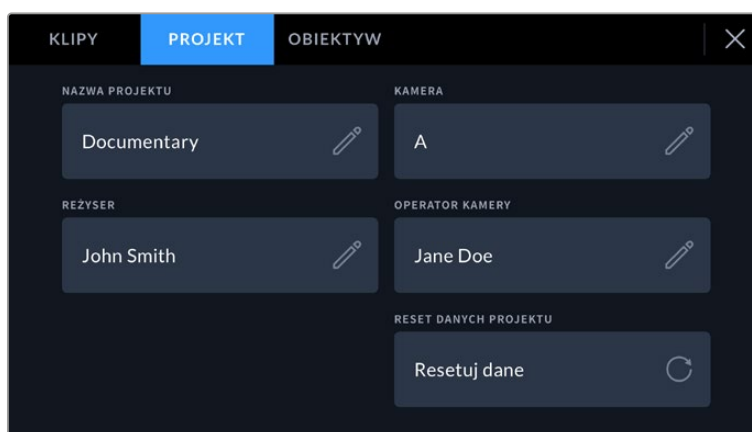 KLIPY PROJEKT OBIEKTYW
NAZWA PROJEKTU KAMERA
Documentary A
REŻYSER OPERATOR KAMERY
John Smith Jane Doe
RESET DANYCH PROJEKTU
Resetuj dane